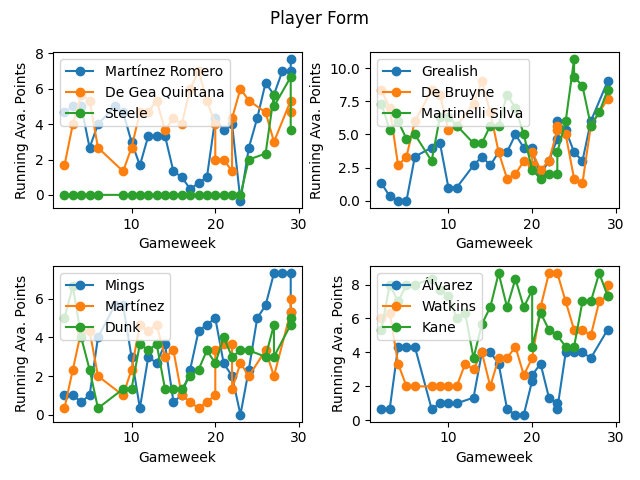 Player Form
Running Ava. Points
8
6
4
2
0
Martínez Romero
De Gea Quintana
Steele
10
20
30
Gameweek
Running Ava. Points
10.0
7.5
5.0
2.5
0.0
Grealish
De Bruyne
Martinelli Silva
10
20
30
Gameweek
Running Ava. Points
6
4
2
0
Mings
Martínez
Dunk
10
20
30
Gameweek
Running Ava. Points
8
6
4
2
0
Álvarez
Watkins
Kane
10
20
30
Gameweek